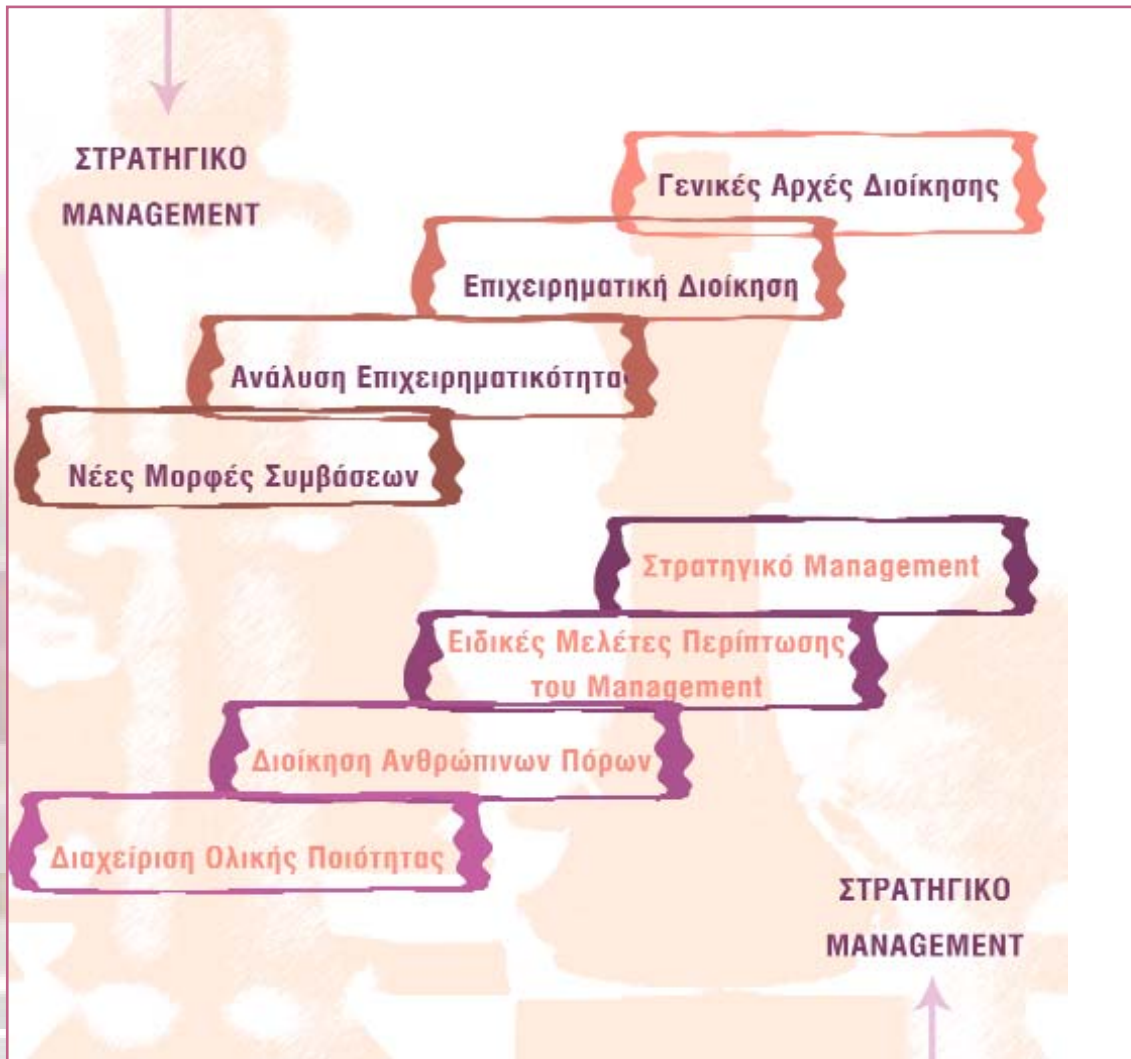 ΣΤΡΑΤΗΓΙΚΟ
MANAGEMENT
Γενικές Αρχές Διοίκησης
Επιχειρηματική Διοίκηση
Ανάλυση Επιχειρηματικότητας
Νέες Μορφές Συμβάσεων
Στρατηγικό Management
Ειδικές Μελέτες Περίπτωσης
του Management
Διοίκηση Ανθρώπινων Πόρων
Διαχείριση Ολικής Ποιότητας
ΣΤΡΑΤΗΓΙΚΟ
MANAGEMENT